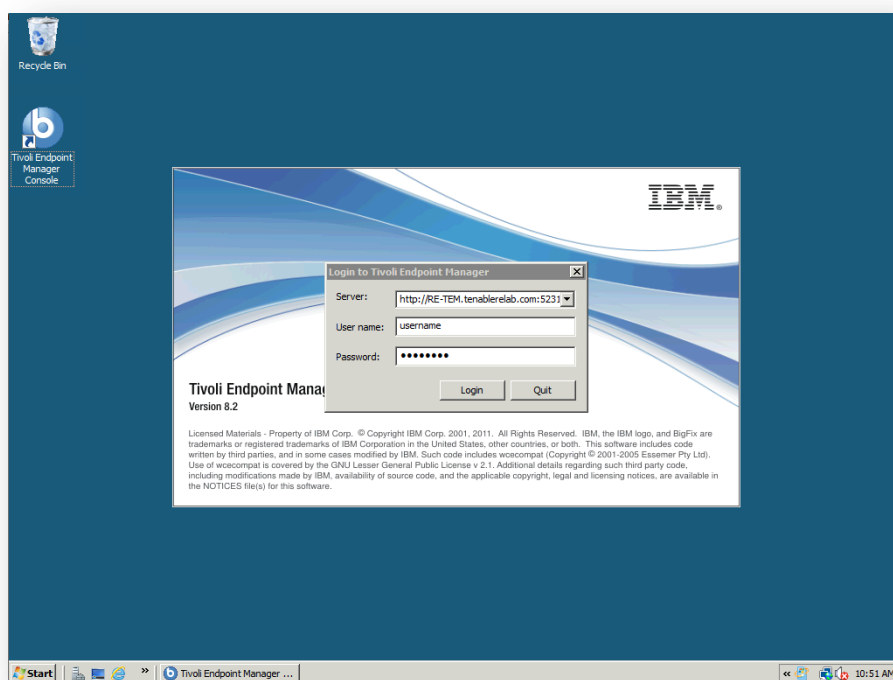 Recycle Bin
Tivoli Endpoint
Manager
Console
IBM®
Login to Tivoli Endpoint Manager
Server:
http://RE-TEM.tenablerelab.com:5231
User name:
username
Password:
Login
Quit
Tivoli Endpoint Mana
Version 8.2
Licensed Materials - Property of IBM Corp. © Copyright IBM Corp. 2001, 2011. All Rights Reserved. IBM, the IBM logo, and BigFix are
trademarks or registered trademarks of IBM Corporation in the United States, other countries, or both. This software includes code
written by third parties, and in some cases modified by IBM. Such code includes wcecompat (Copyright © 2001-2005 Essemer Pty Ltd).
Use of wcecompat is covered by the GNU Lesser General Public License v 2.1. Additional details regarding such third party code,
including modifications made by IBM, availability of source code, and the applicable copyright, legal and licensing notices, are available in
the NOTICES file(s) for this software.
Start
Tivoli Endpoint Manager ...
10:51 AM